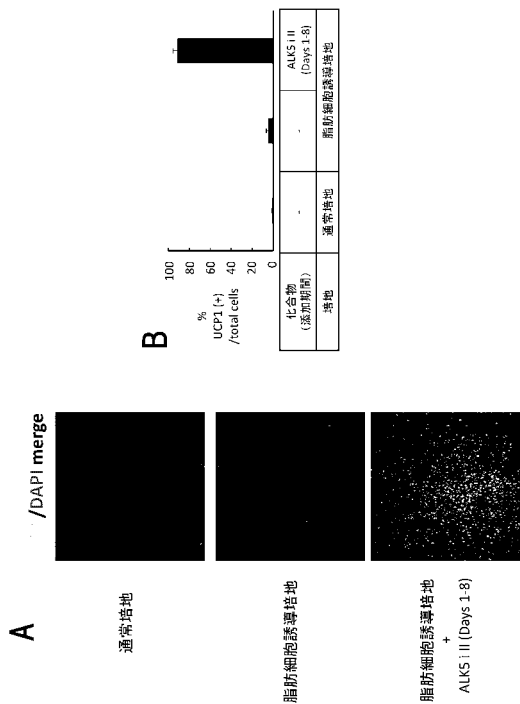 A
/DAPI merge
通常培地
脂肪細胞誘導培地
脂肪細胞誘導培地
+
ALK5 i II (Days 1-8)
B
%
UCP1 (+)
/total cells
100
80
60
40
20
0
化合物
(添加期間)
-
-
ALK5 i II
(Days 1-8)
培地
通常培地
脂肪細胞誘導培地